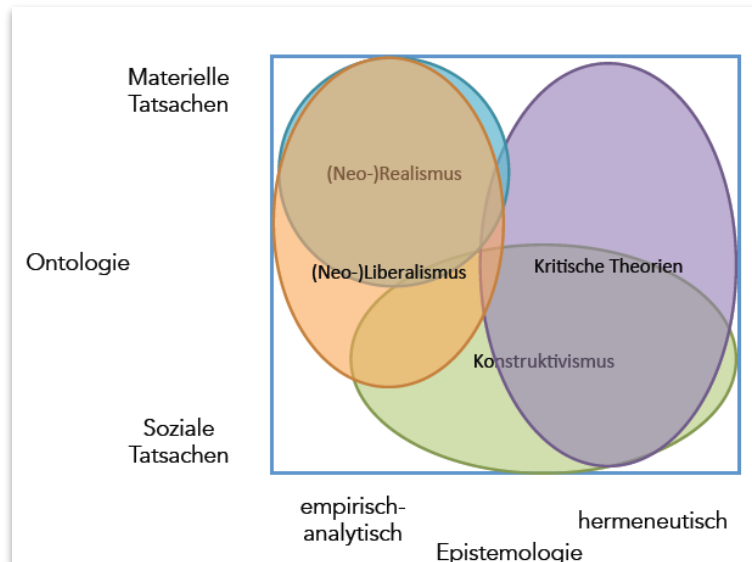 Materielle
Tatsachen
(Neo-)Realismus
Ontologie
(Neo-)Liberalismus
Kritische Theorien
Konstruktivismus
Soziale
Tatsachen
empirisch-
analytisch
hermeneutisch
Epistemologie